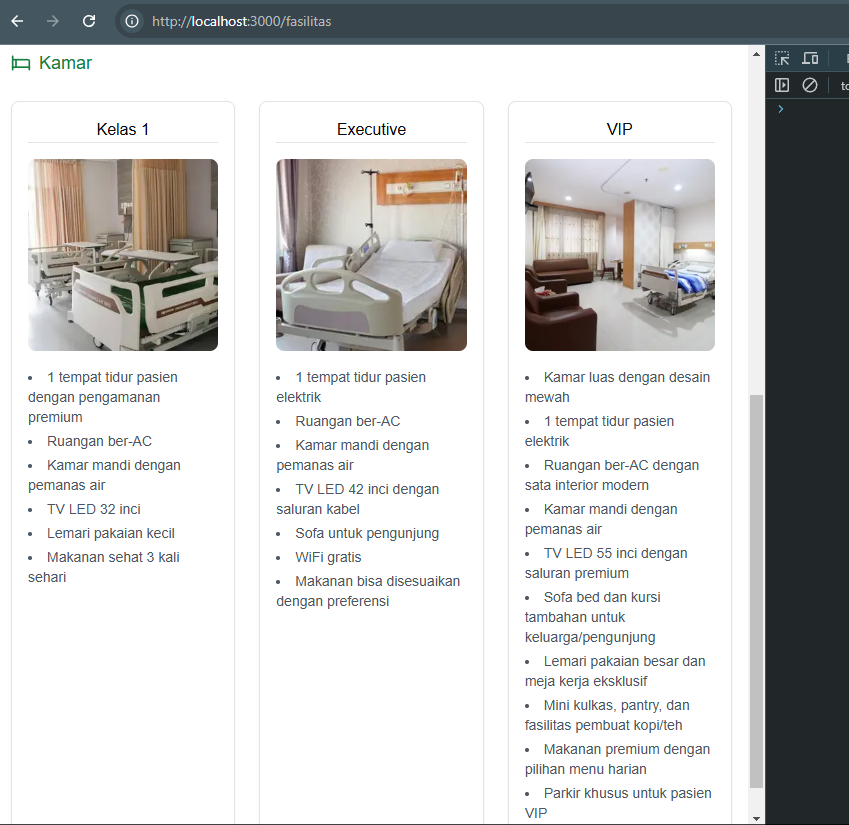 http://localhost:3000/fasilitas
Kamar
Kelas 1
1 tempat tidur pasien
dengan pengamanan
premium
Ruangan ber-AC
Kamar mandi dengan
pemanas air
TV LED 32 inci
Lemari pakaian kecil
Makanan sehat 3 kali
sehari
Executive
1 tempat tidur pasien
elektrik
Ruangan ber-AC
Kamar mandi dengan
pemanas air
TV LED 42 inci dengan
saluran kabel
Sofa untuk pengunjung
WiFi gratis
Makanan bisa disesuaikan
dengan preferensi
VIP
Kamar luas dengan desain
mewah
1 tempat tidur pasien
elektrik
Ruangan ber-AC dengan
sata interior modern
Kamar mandi dengan
pemanas air
TV LED 55 inci dengan
saluran premium
Sofa bed dan kursi
tambahan untuk
keluarga/pengunjung
Lemari pakaian besar dan
meja kerja eksklusif
Mini kulkas, pantry, dan
fasilitas pembuat kopi/teh
Makanan premium dengan
pilihan menu harian
Parkir khusus untuk pasien
VIP